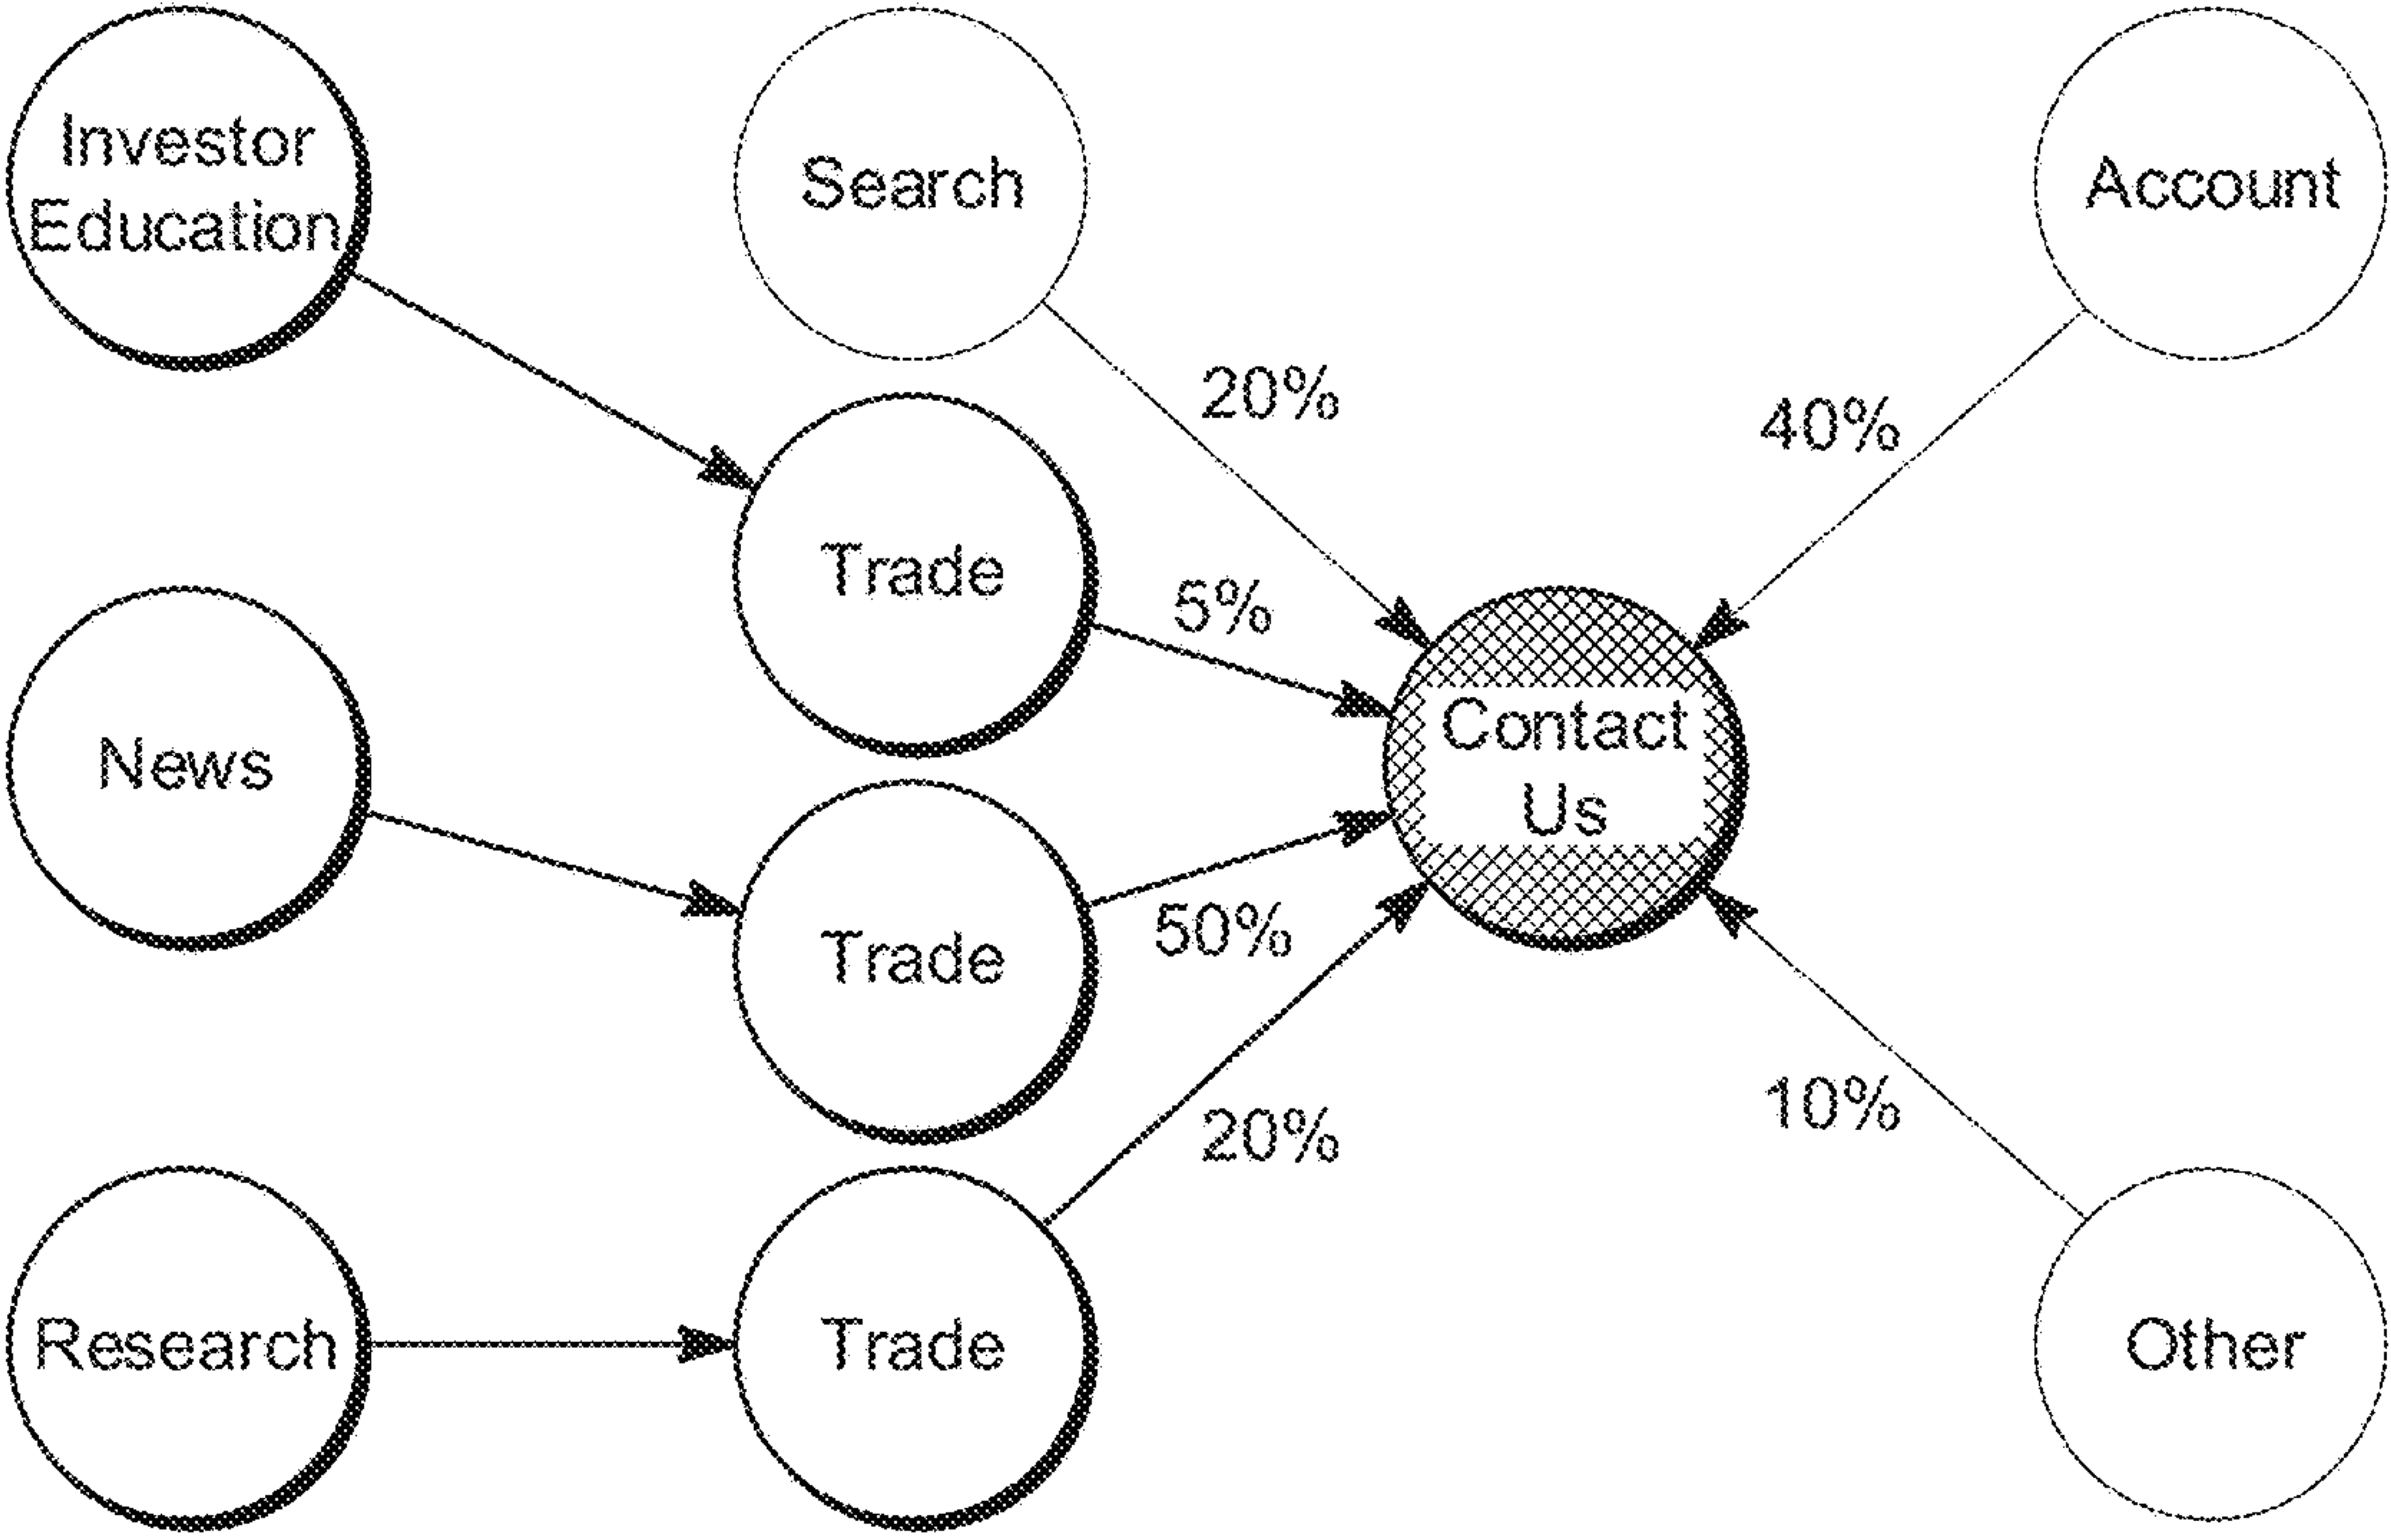 Investor
Education
Search
Account
20%
40%
Trade
5%
News
Contact
Us
Trade
50%
20%
10%
Research
Trade
Other